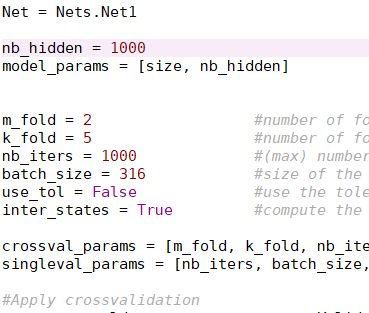 Net = Nets.Net1
nb_hidden = 1000
model_params = [size, nb_hidden]
m_fold = 2 #number of fo
k_fold = 5 #number of fo
nb_iters = 1000 #(max) number
batch_size = 316 #size of the
use_tol = False #use the tole
inter_states = True #compute the
crossval_params = [m_fold, k_fold, nb_ite
singleval_params = [nb_iters, batch_size,
#Apply crossvalidation